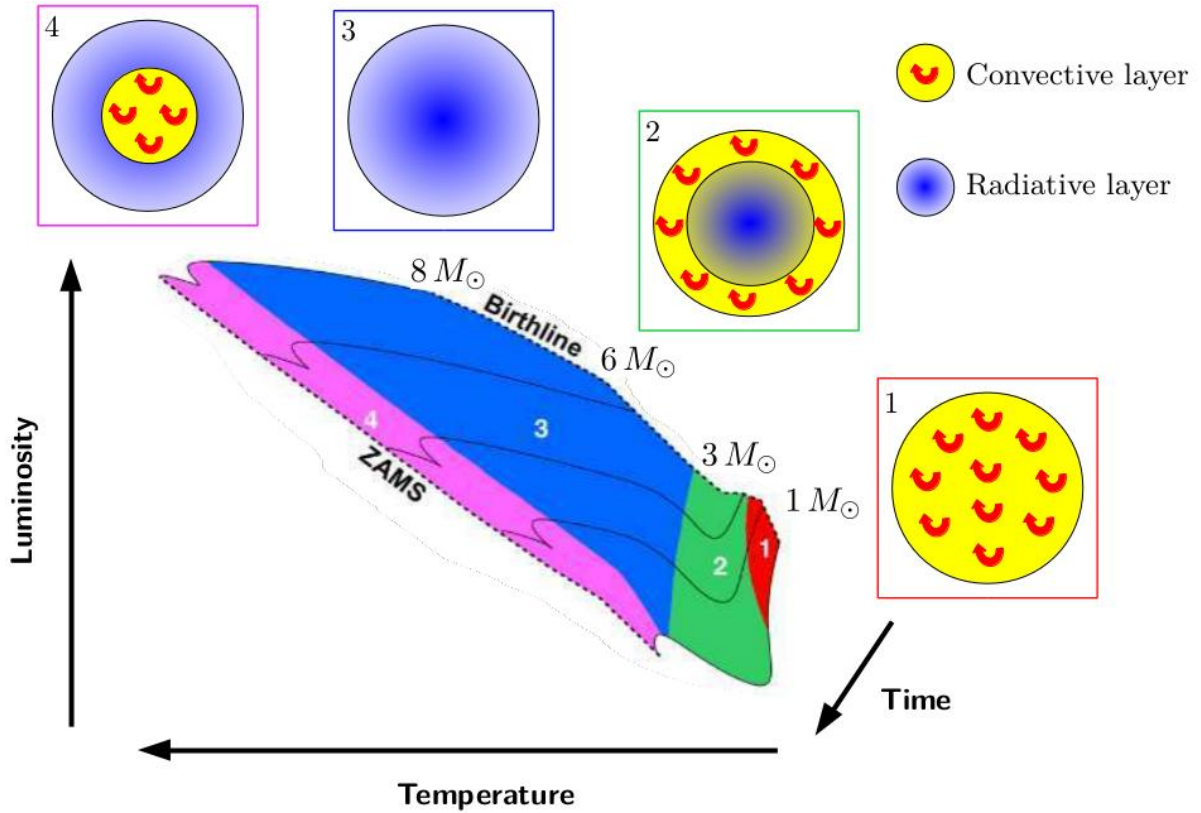 4
3
2
1
Convective layer
Radiative layer
8 M⊙
Birthline
6 M⊙
3 M⊙
1 M⊙
4
3
2
1
ZAMS
Luminosity
Time
Temperature